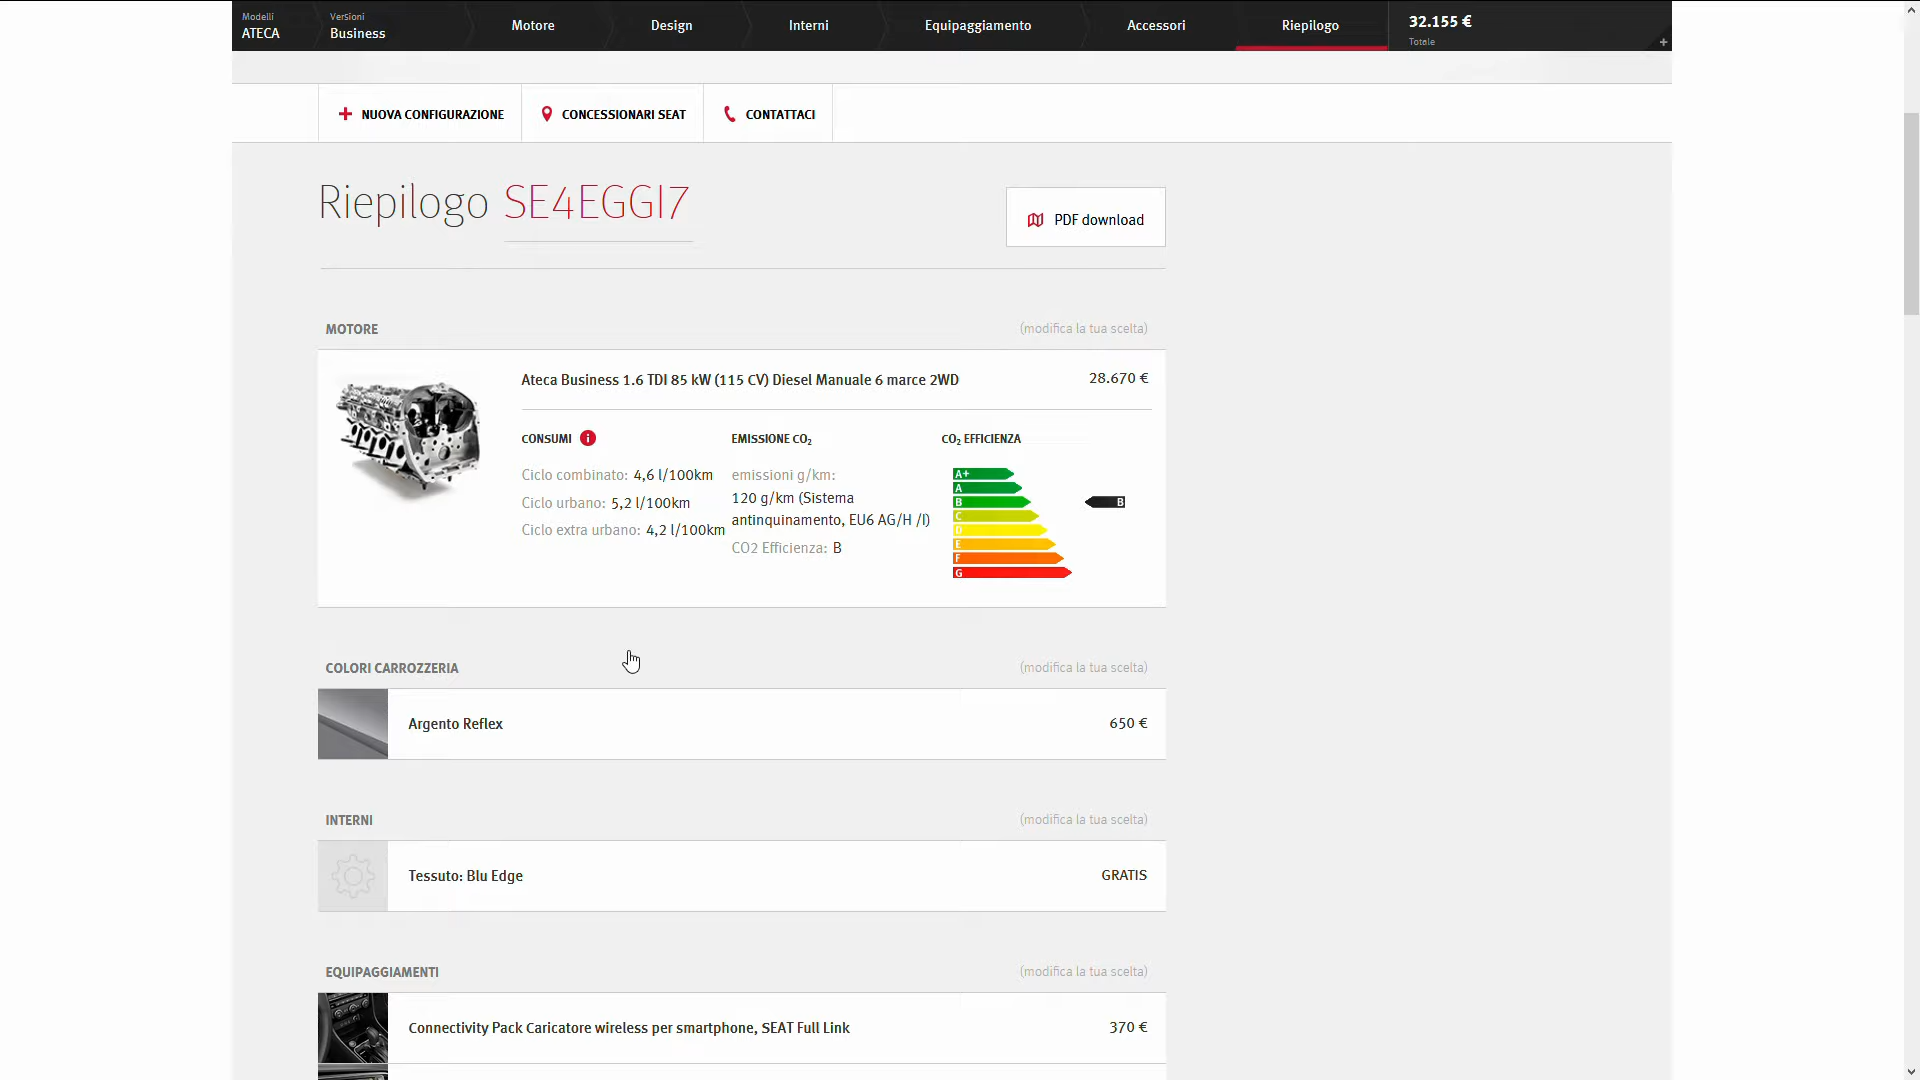 Modelli
ATECA
Versioni
Business
Motore
Design
Interni
Equipaggiamento
Accessori
Riepilogo
32.155 €
Totale
+
NUOVA CONFIGURAZIONE
CONCESSIONARI SEAT
CONTATTACI
Riepilogo SE4EGGI7
PDF download
MOTORE
(modifica la tua scelta)
Ateca Business 1.6 TDI 85 kW (115 CV) Diesel Manuale 6 marce 2WD
28.670 €
CONSUMI i
Ciclo combinato: 4,6 l/100km
Ciclo urbano: 5,2 l/100km
Ciclo extra urbano: 4,2 l/100km
EMISSIONE CO₂
emissioni g/km:
120 g/km (Sistema
antinquinamento, EU6 AG/H /I)
CO2 Efficienza: B
CO₂ EFFICIENZA
A+
A
B
B
C
D
E
F
G
COLORI CARROZZERIA
(modifica la tua scelta)
Argento Reflex
650 €
INTERNI
(modifica la tua scelta)
Tessuto: Blu Edge
GRATIS
EQUIPAGGIAMENTI
(modifica la tua scelta)
Connectivity Pack Caricatore wireless per smartphone, SEAT Full Link
370 €